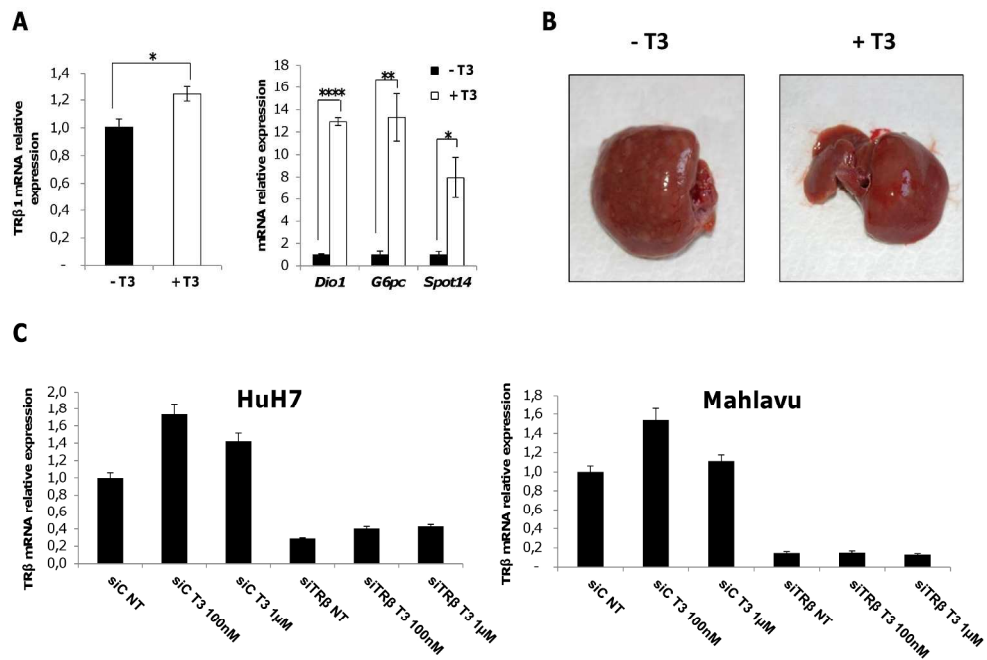 A
B
- T3
+ T3
TRβ1 mRNA relative
expression
1,4
1,2
1,0
0,8
0,6
0,4
0,2
-
*
- T3
+ T3
mRNA relative expression
18
16
14
12
10
8
6
4
2
0
****
**
*
- T3
+ T3
Dio1
G6pc
Spot14
C
HuH7
TRβ mRNA relative expression
2,0
1,8
1,6
1,4
1,2
1,0
0,8
0,6
0,4
0,2
0,0
siC NT
siC T3 100nM
siC T3 1µM
siTRβ NT
siTRβ T3 100nM
siTRβ T3 1µM
Mahlavu
TRβ mRNA relative expression
1,8
1,6
1,4
1,2
1,0
0,8
0,6
0,4
0,2
-
siC NT
siC T3 100nM
siC T3 1µM
siTRβ NT
siTRβ T3 100nM
siTRβ T3 1µM